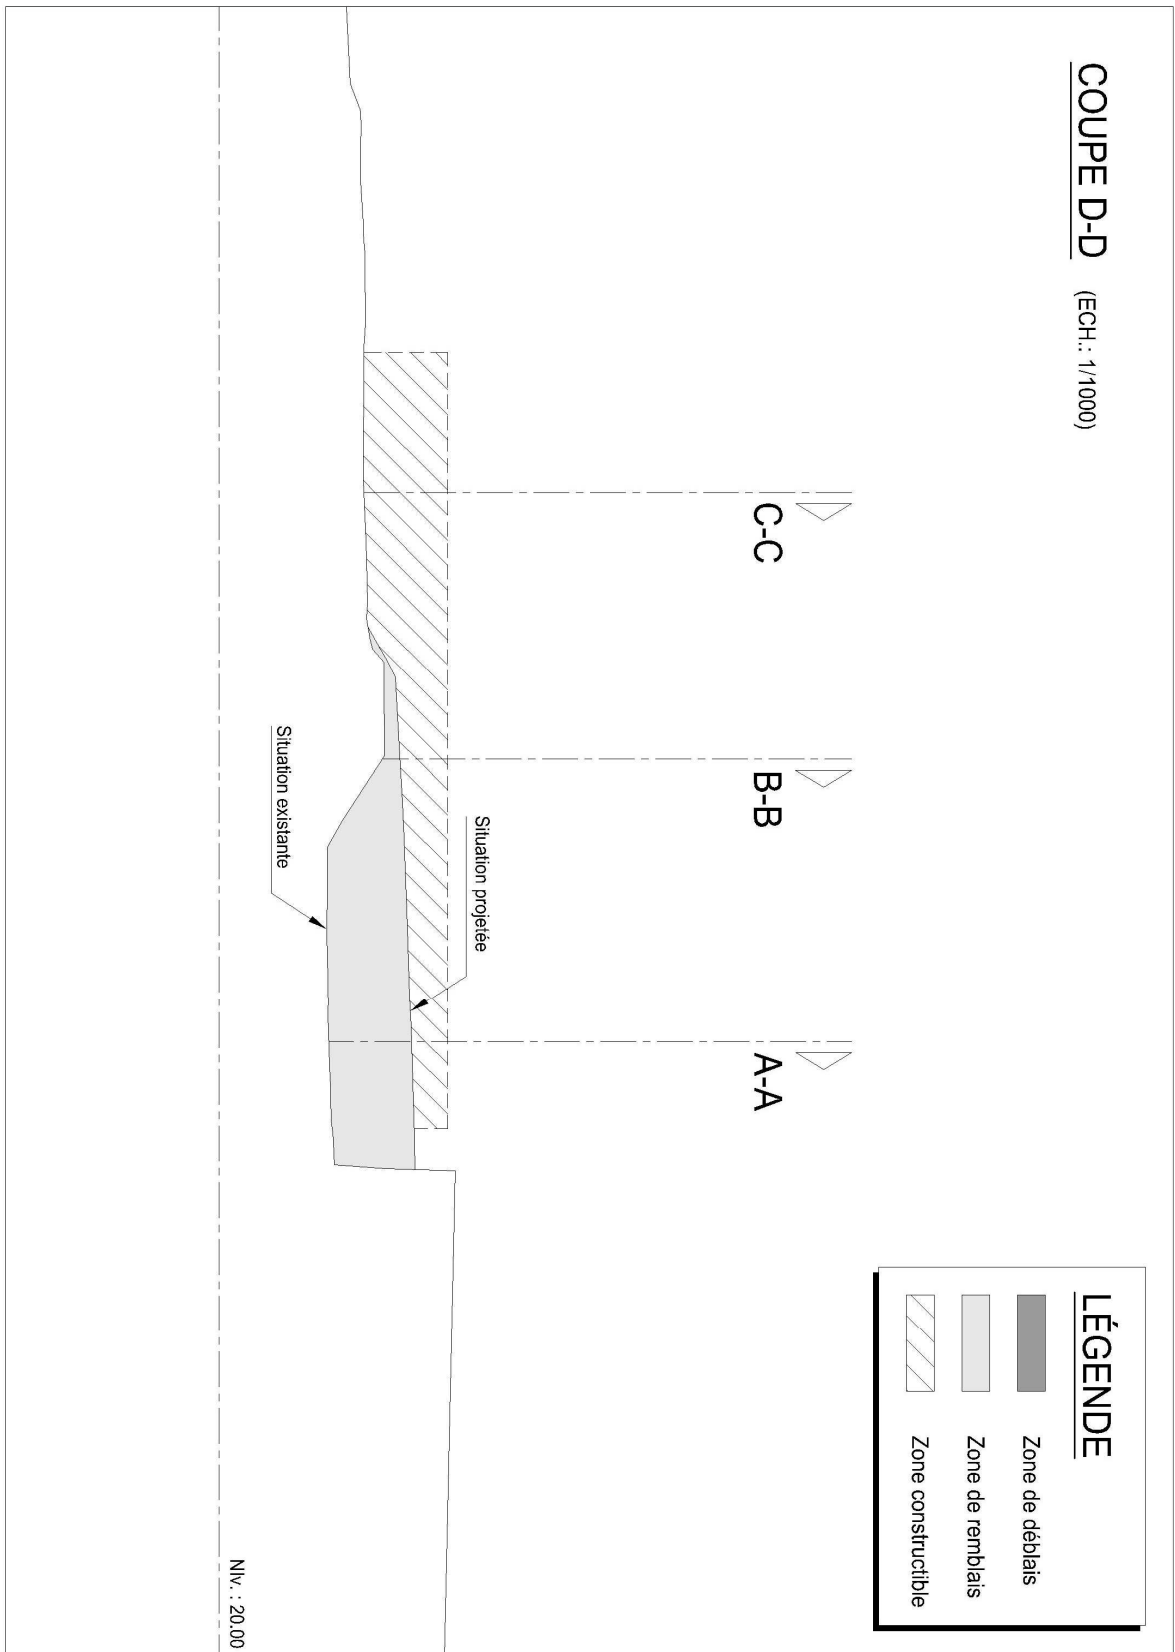 COUPE D-D (ECH.: 1/1000)
LÉGENDE
Zone de déblais
Zone de remblais
Zone constructible
C-C
B-B
A-A
Situation projetée
Situation existante
Niv. : 20.00